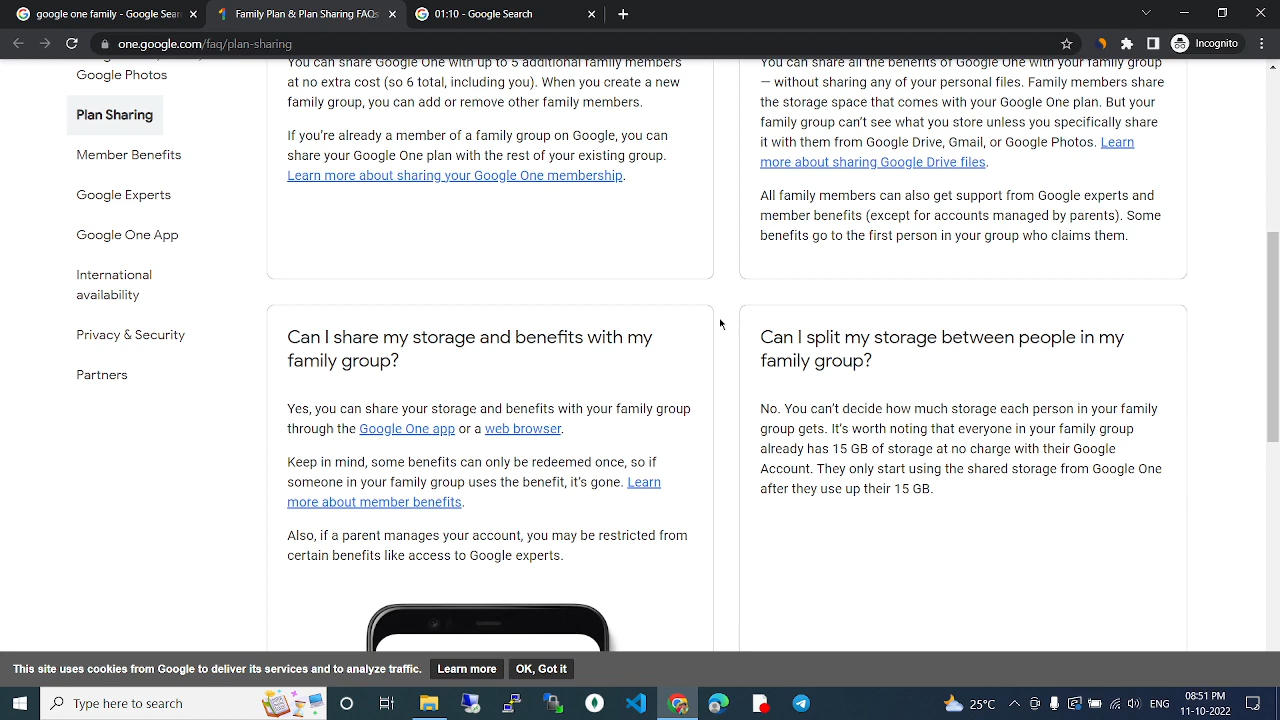 google one family - Google Sear
Family Plan & Plan Sharing FAQs
01:10 - Google Search
one.google.com/faq/plan-sharing
Incognito
Google Photos
Plan Sharing
Member Benefits
Google Experts
Google One App
International
availability
Privacy & Security
Partners
You can share Google One with up to 5 additional family members
at no extra cost (so 6 total, including you). When you create a new
family group, you can add or remove other family members.
If you're already a member of a family group on Google, you can
share your Google One plan with the rest of your existing group.
Learn more about sharing your Google One membership.
You can share all the benefits of Google One with your family group
— without sharing any of your personal files. Family members share
the storage space that comes with your Google One plan. But your
family group can't see what you store unless you specifically share
it with them from Google Drive, Gmail, or Google Photos. Learn
more about sharing Google Drive files.
All family members can also get support from Google experts and
member benefits (except for accounts managed by parents). Some
benefits go to the first person in your group who claims them.
Can I share my storage and benefits with my
family group?
Yes, you can share your storage and benefits with your family group
through the Google One app or a web browser.
Keep in mind, some benefits can only be redeemed once, so if
someone in your family group uses the benefit, it's gone. Learn
more about member benefits.
Also, if a parent manages your account, you may be restricted from
certain benefits like access to Google experts.
Can I split my storage between people in my
family group?
No. You can't decide how much storage each person in your family
group gets. It's worth noting that everyone in your family group
already has 15 GB of storage at no charge with their Google
Account. They only start using the shared storage from Google One
after they use up their 15 GB.
This site uses cookies from Google to deliver its services and to analyze traffic.
Learn more
OK, Got it
Type here to search
25°C
ENG
08:51 PM
11-10-2022